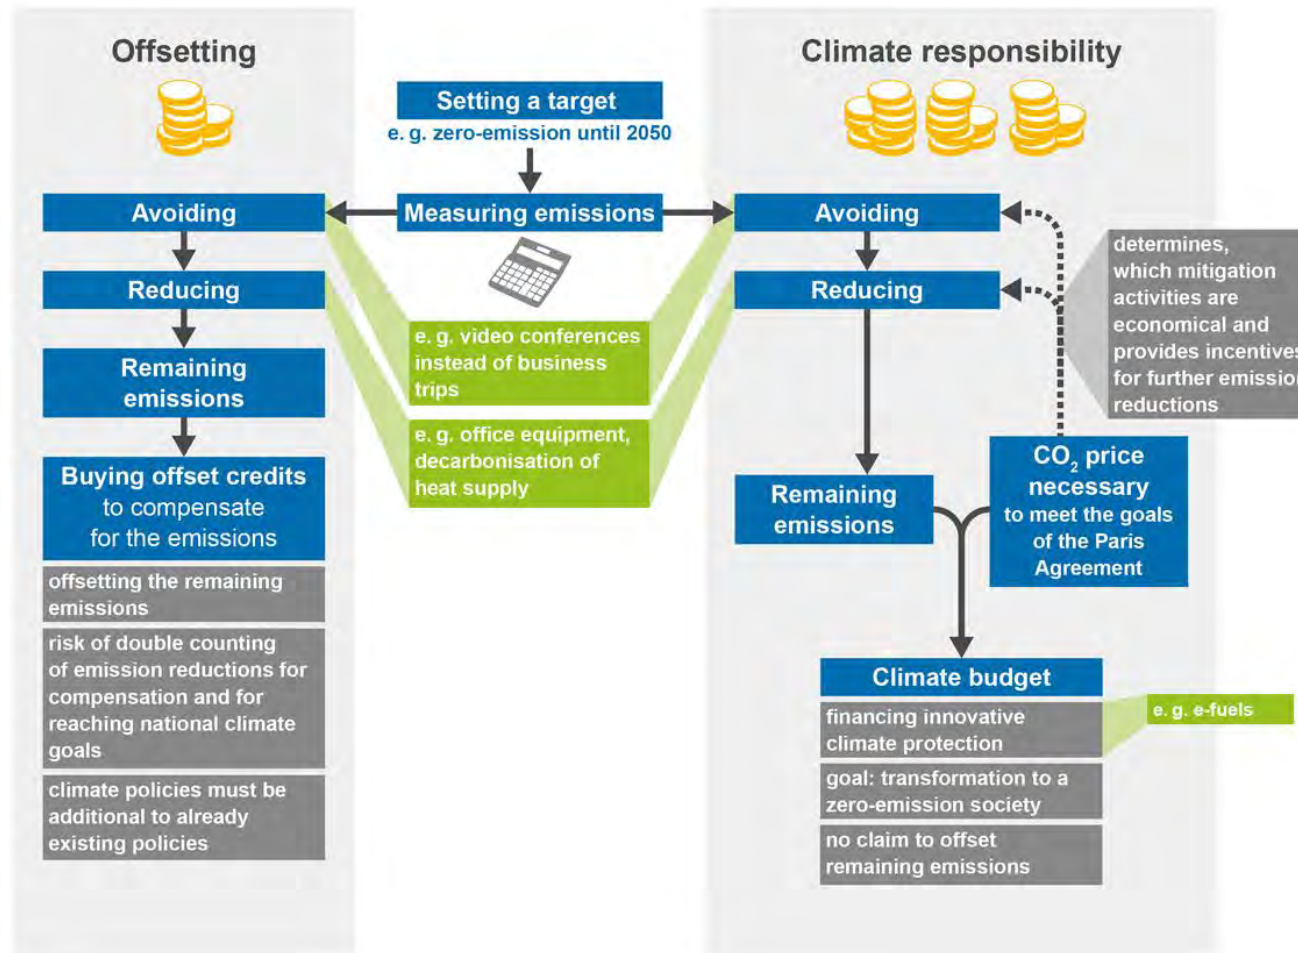 Offsetting
Climate responsibility
Setting a target
e. g. zero-emission until 2050
Measuring emissions
Avoiding
Reducing
Remaining
emissions
Buying offset credits
to compensate
for the emissions
offsetting the remaining
emissions
risk of double counting
of emission reductions for
compensation and for
reaching national climate
goals
climate policies must be
additional to already
existing policies
e. g. video conferences
instead of business
trips
e. g. office equipment,
decarbonisation of
heat supply
Avoiding
Reducing
determines,
which mitigation
activities are
economical and
provides incentives
for further emission
reductions
Remaining
emissions
CO₂ price
necessary
to meet the goals
of the Paris
Agreement
Climate budget
financing innovative
climate protection
e. g. e-fuels
goal: transformation to a
zero-emission society
no claim to offset
remaining emissions